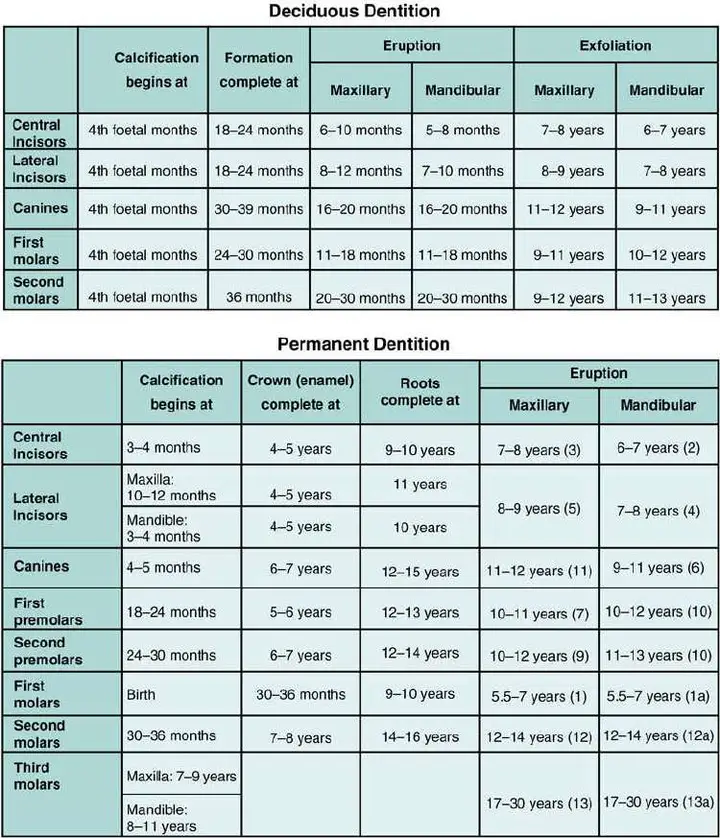 Deciduous Dentition
Calcification begins at Formation complete at Eruption Exfoliation
Maxillary Mandibular Maxillary Mandibular
Central Incisors 4th foetal months 18–24 months 6–10 months 5–8 months 7–8 years 6–7 years
Lateral Incisors 4th foetal months 18–24 months 8–12 months 7–10 months 8–9 years 7–8 years
Canines 4th foetal months 30–39 months 16–20 months 16–20 months 11–12 years 9–11 years
First molars 4th foetal months 24–30 months 11–18 months 11–18 months 9–11 years 10–12 years
Second molars 4th foetal months 36 months 20–30 months 20–30 months 9–12 years 11–13 years
Permanent Dentition
Calcification begins at Crown (enamel) complete at Roots complete at Eruption
Maxillary Mandibular
Central Incisors 3–4 months 4–5 years 9–10 years 7–8 years (3) 6–7 years (2)
Lateral Incisors Maxilla: 10–12 months 4–5 years 11 years 8–9 years (5) 7–8 years (4)
Mandible: 3–4 months 4–5 years 10 years
Canines 4–5 months 6–7 years 12–15 years 11–12 years (11) 9–11 years (6)
First premolars 18–24 months 5–6 years 12–13 years 10–11 years (7) 10–12 years (10)
Second premolars 24–30 months 6–7 years 12–14 years 10–12 years (9) 11–13 years (10)
First molars Birth 30–36 months 9–10 years 5.5–7 years (1) 5.5–7 years (1a)
Second molars 30–36 months 7–8 years 14–16 years 12–14 years (12) 12–14 years (12a)
Third molars Maxilla: 7–9 years 17–30 years (13) 17–30 years (13a)
Mandible: 8–11 years